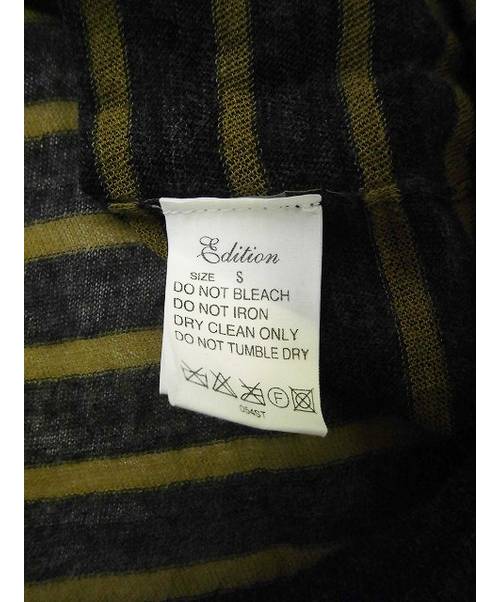 Edition
SIZE S
DO NOT BLEACH
DO NOT IRON
DRY CLEAN ONLY
DO NOT TUMBLE DRY
F
054ST